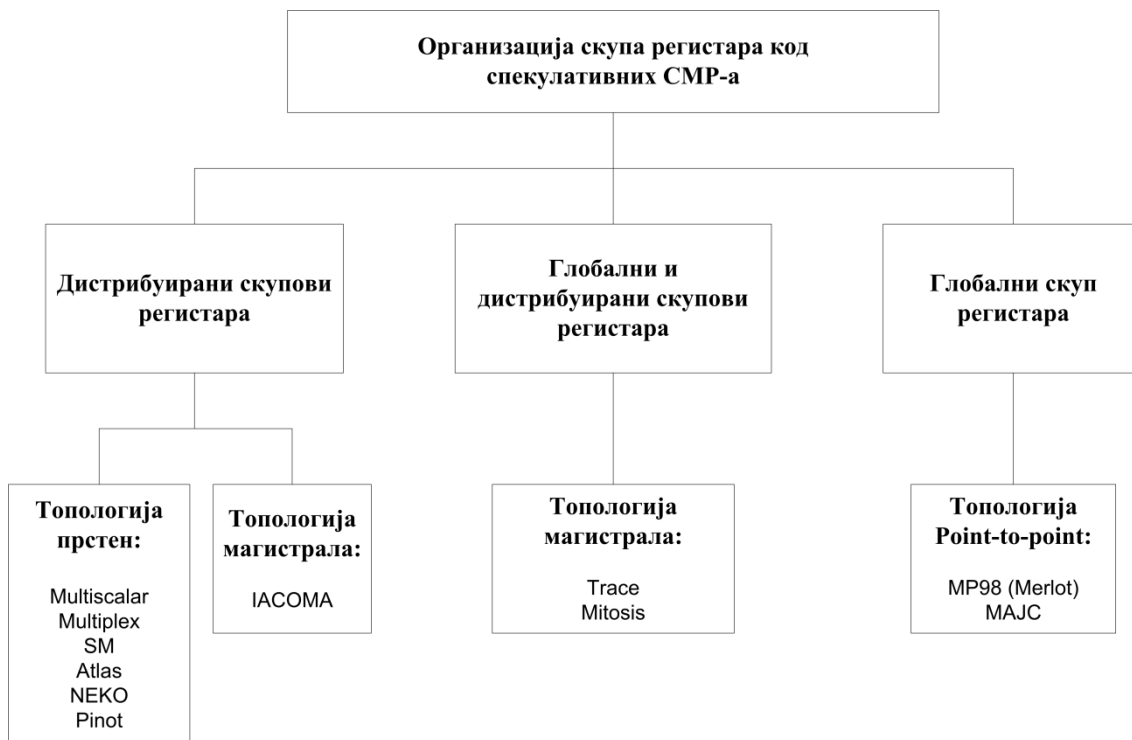 Организација скупа регистара код
спекулативних CMP-а
Дистрибуирани скупови
регистара
Глобални и
дистрибуирани скупови
регистара
Глобални скуп
регистара
Топологија
прстен:
Multiscalar
Multiplex
SM
Atlas
NEKO
Pinot
Топологија
магистрала:
IACOMA
Топологија
магистрала:
Trace
Mitosis
Топологија
Point-to-point:
MP98 (Merlot)
MAJC